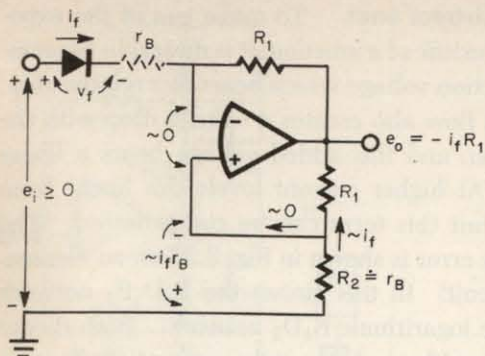 i_f
r_B
R_1
+
+
v_f
−
−
~0
+
e_o = − i_f R_1
e_i ≥ 0
R_1
~0
−
~i_f
~i_f r_B
R_2 ≐ r_B
+
−